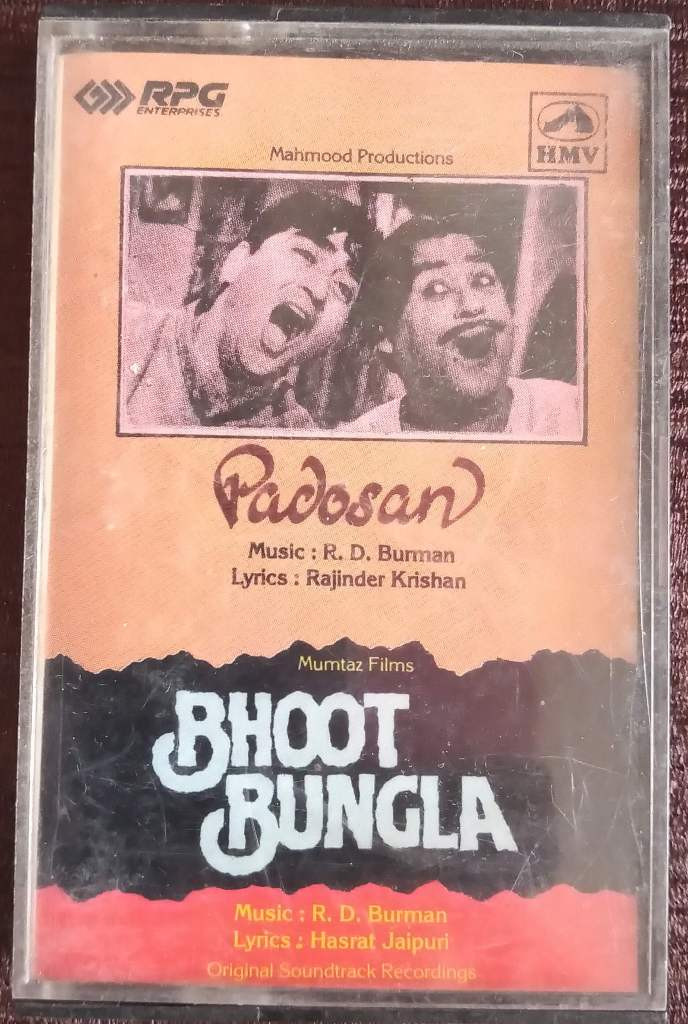 RPG
ENTERPRISES
HMV
Mahmood Productions
Padosan
Music : R. D. Burman
Lyrics : Rajinder Krishan
Mumtaz Films
BHOOT
BUNGLA
Music : R. D. Burman
Lyrics : Hasrat Jaipuri
Original Soundtrack Recordings